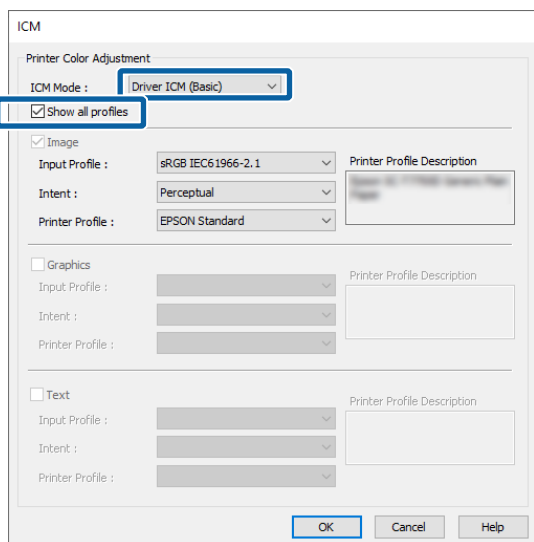 ICM
Printer Color Adjustment
ICM Mode : Driver ICM (Basic)
Show all profiles
Image
Input Profile : sRGB IEC61966-2.1 Printer Profile Description
Intent : Perceptual
Printer Profile : EPSON Standard
Graphics
Input Profile : Printer Profile Description
Intent :
Printer Profile :
Text
Input Profile : Printer Profile Description
Intent :
Printer Profile :
OK Cancel Help